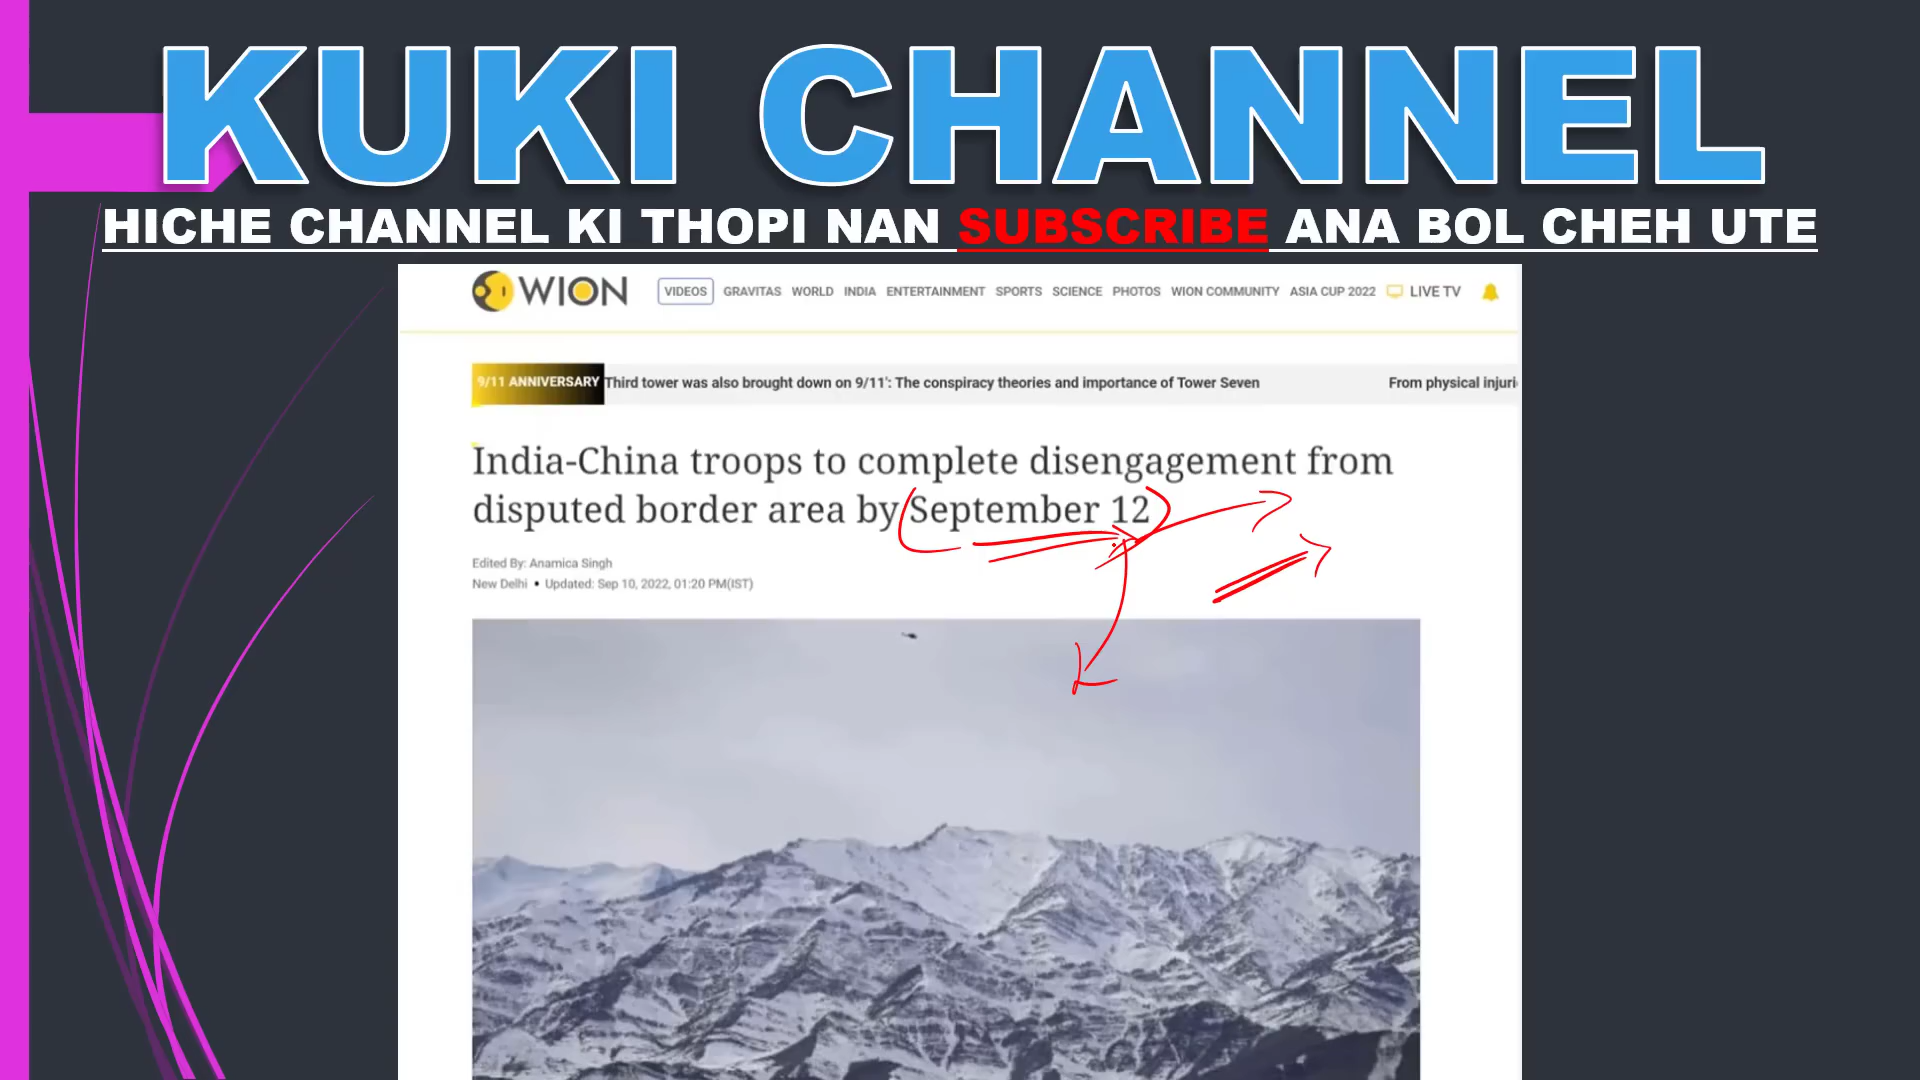 KUKI CHANNEL
HICHE CHANNEL KI THOPI NAN SUBSCRIBE ANA BOL CHEH UTE
WION VIDEOS GRAVITAS WORLD INDIA ENTERTAINMENT SPORTS SCIENCE PHOTOS WION COMMUNITY ASIA CUP 2022 LIVE TV
9/11 ANNIVERSARY Third tower was also brought down on 9/11': The conspiracy theories and importance of Tower Seven From physical injuri
India-China troops to complete disengagement from
disputed border area by September 12
Edited By: Anamica Singh
New Delhi • Updated: Sep 10, 2022, 01:20 PM(IST)